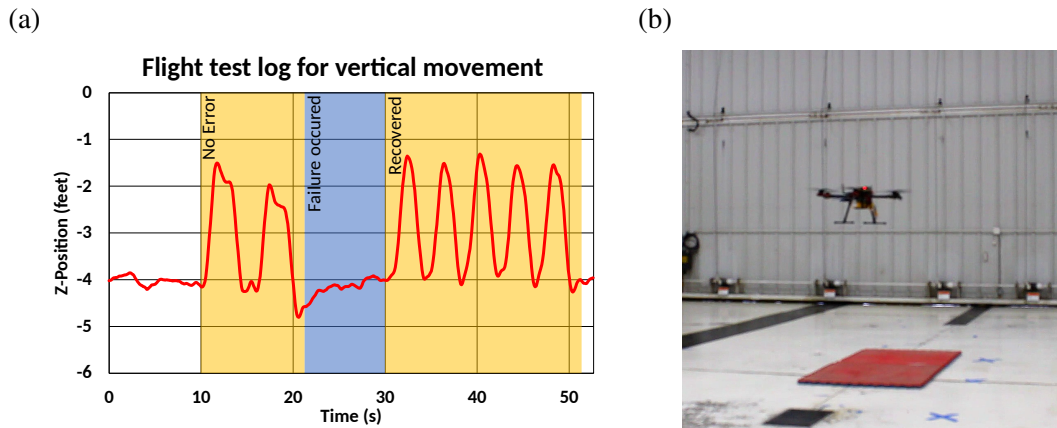 (a)
(b)
Flight test log for vertical movement
0
-1
-2
-3
-4
-5
-6
Z-Position (feet)
No Error
Failure occured
Recovered
0 10 20 30 40 50
Time (s)